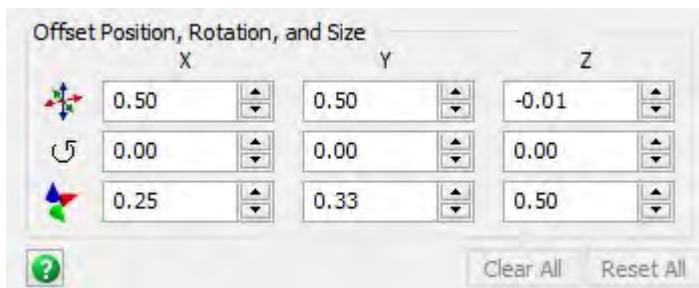 Offset Position, Rotation, and Size
X Y Z
0.50 0.50 -0.01
0.00 0.00 0.00
0.25 0.33 0.50
? Clear All Reset All